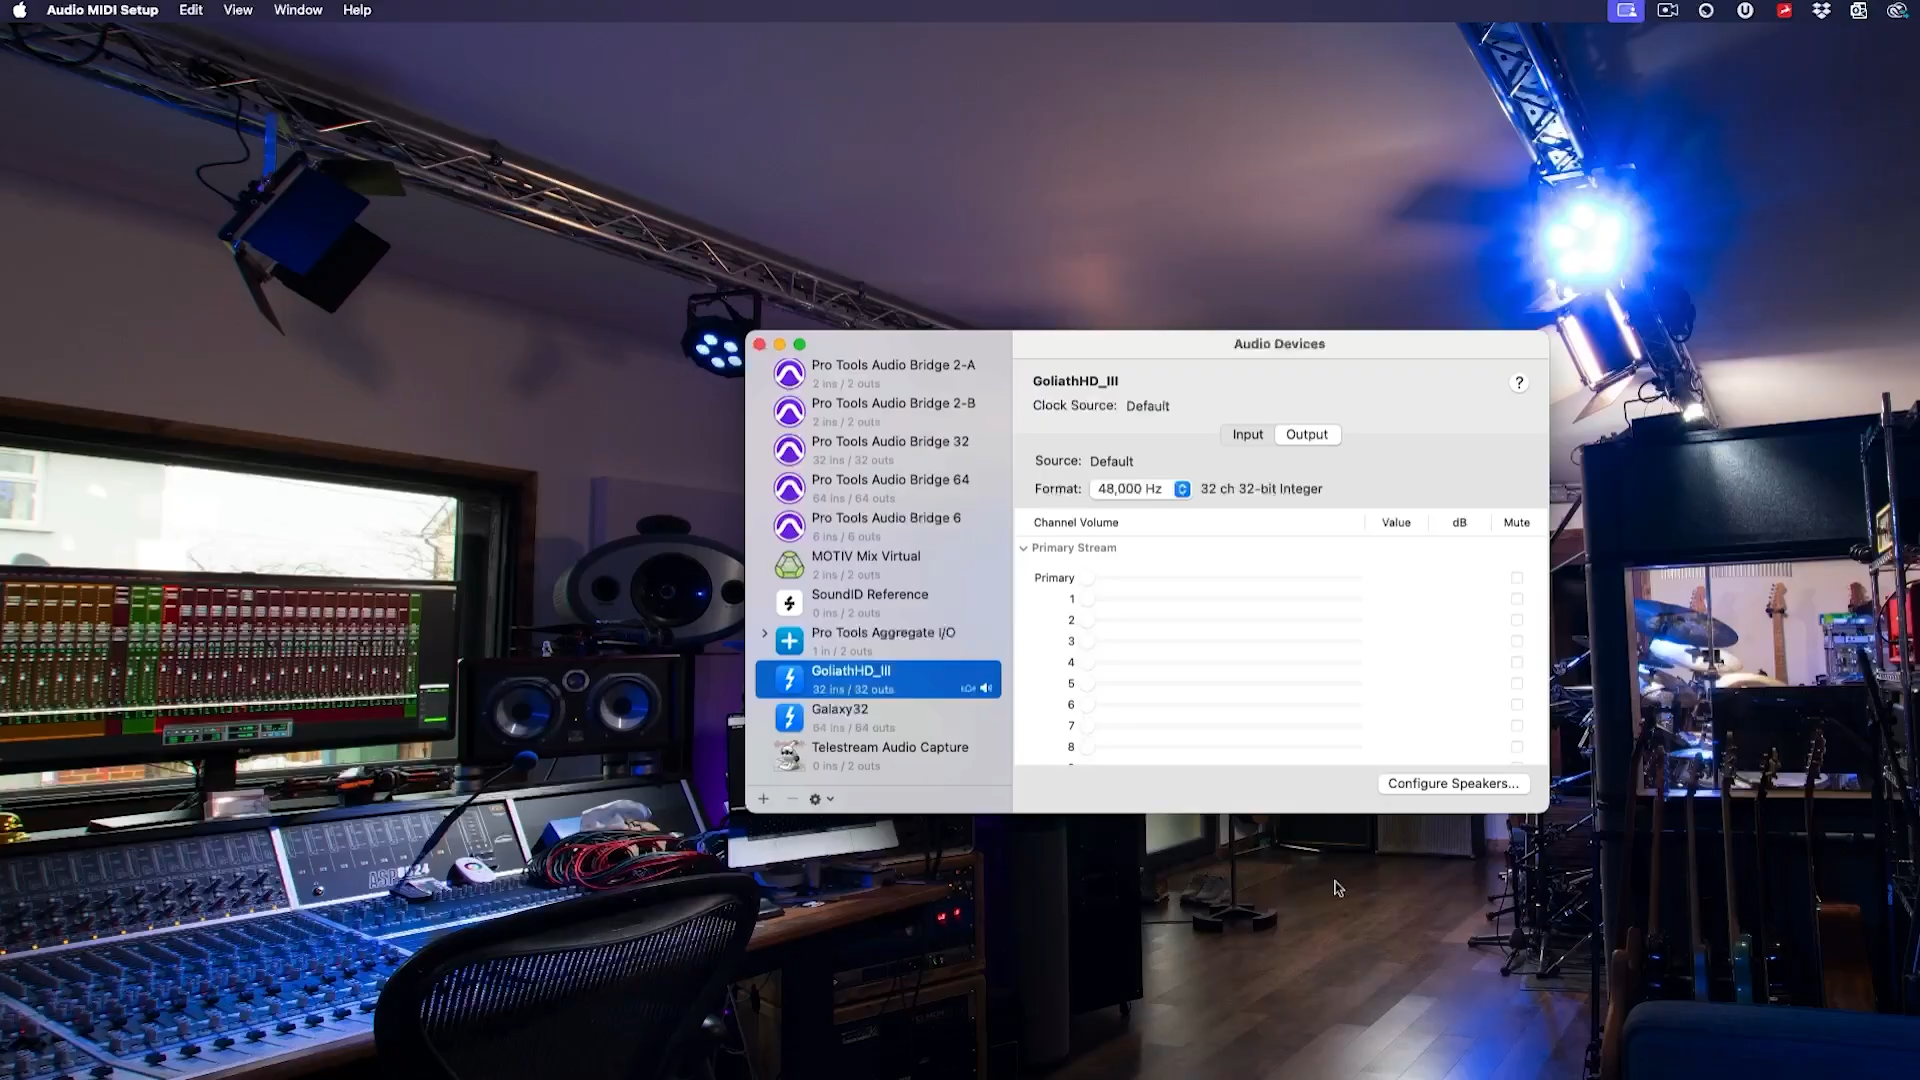 Audio MIDI Setup Edit View Window Help
Pro Tools Audio Bridge 2-A
2 ins / 2 outs
Pro Tools Audio Bridge 2-B
2 ins / 2 outs
Pro Tools Audio Bridge 32
32 ins / 32 outs
Pro Tools Audio Bridge 64
64 ins / 64 outs
Pro Tools Audio Bridge 6
6 ins / 6 outs
MOTIV Mix Virtual
2 ins / 2 outs
SoundID Reference
0 ins / 2 outs
Pro Tools Aggregate I/O
1 in / 2 outs
GoliathHD_III
32 ins / 32 outs
Galaxy32
64 ins / 64 outs
Telestream Audio Capture
0 ins / 2 outs
Audio Devices
GoliathHD_III
?
Clock Source: Default
Input Output
Source: Default
Format: 48,000 Hz 32 ch 32-bit Integer
Channel Volume Value dB Mute
Primary Stream
Primary
1
2
3
4
5
6
7
8
Configure Speakers...